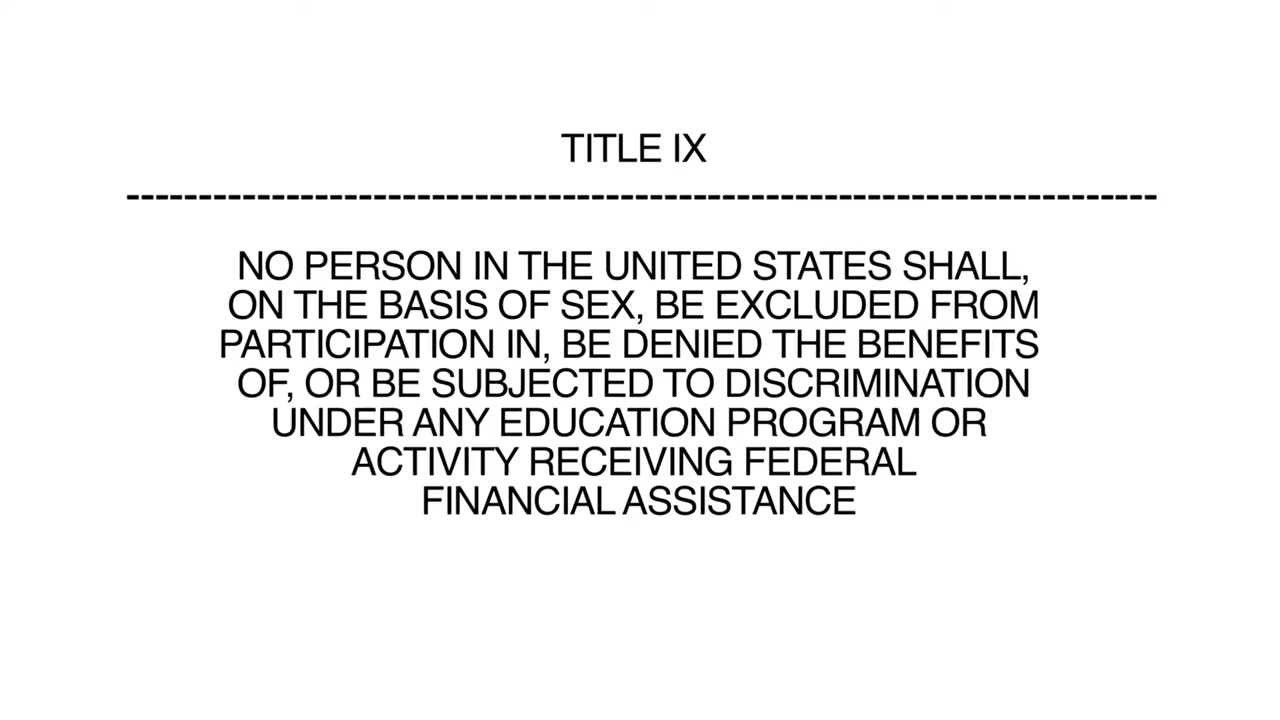 TITLE IX
-----------------------------------------------------------------------
NO PERSON IN THE UNITED STATES SHALL,
ON THE BASIS OF SEX, BE EXCLUDED FROM
PARTICIPATION IN, BE DENIED THE BENEFITS
OF, OR BE SUBJECTED TO DISCRIMINATION
UNDER ANY EDUCATION PROGRAM OR
ACTIVITY RECEIVING FEDERAL
FINANCIAL ASSISTANCE